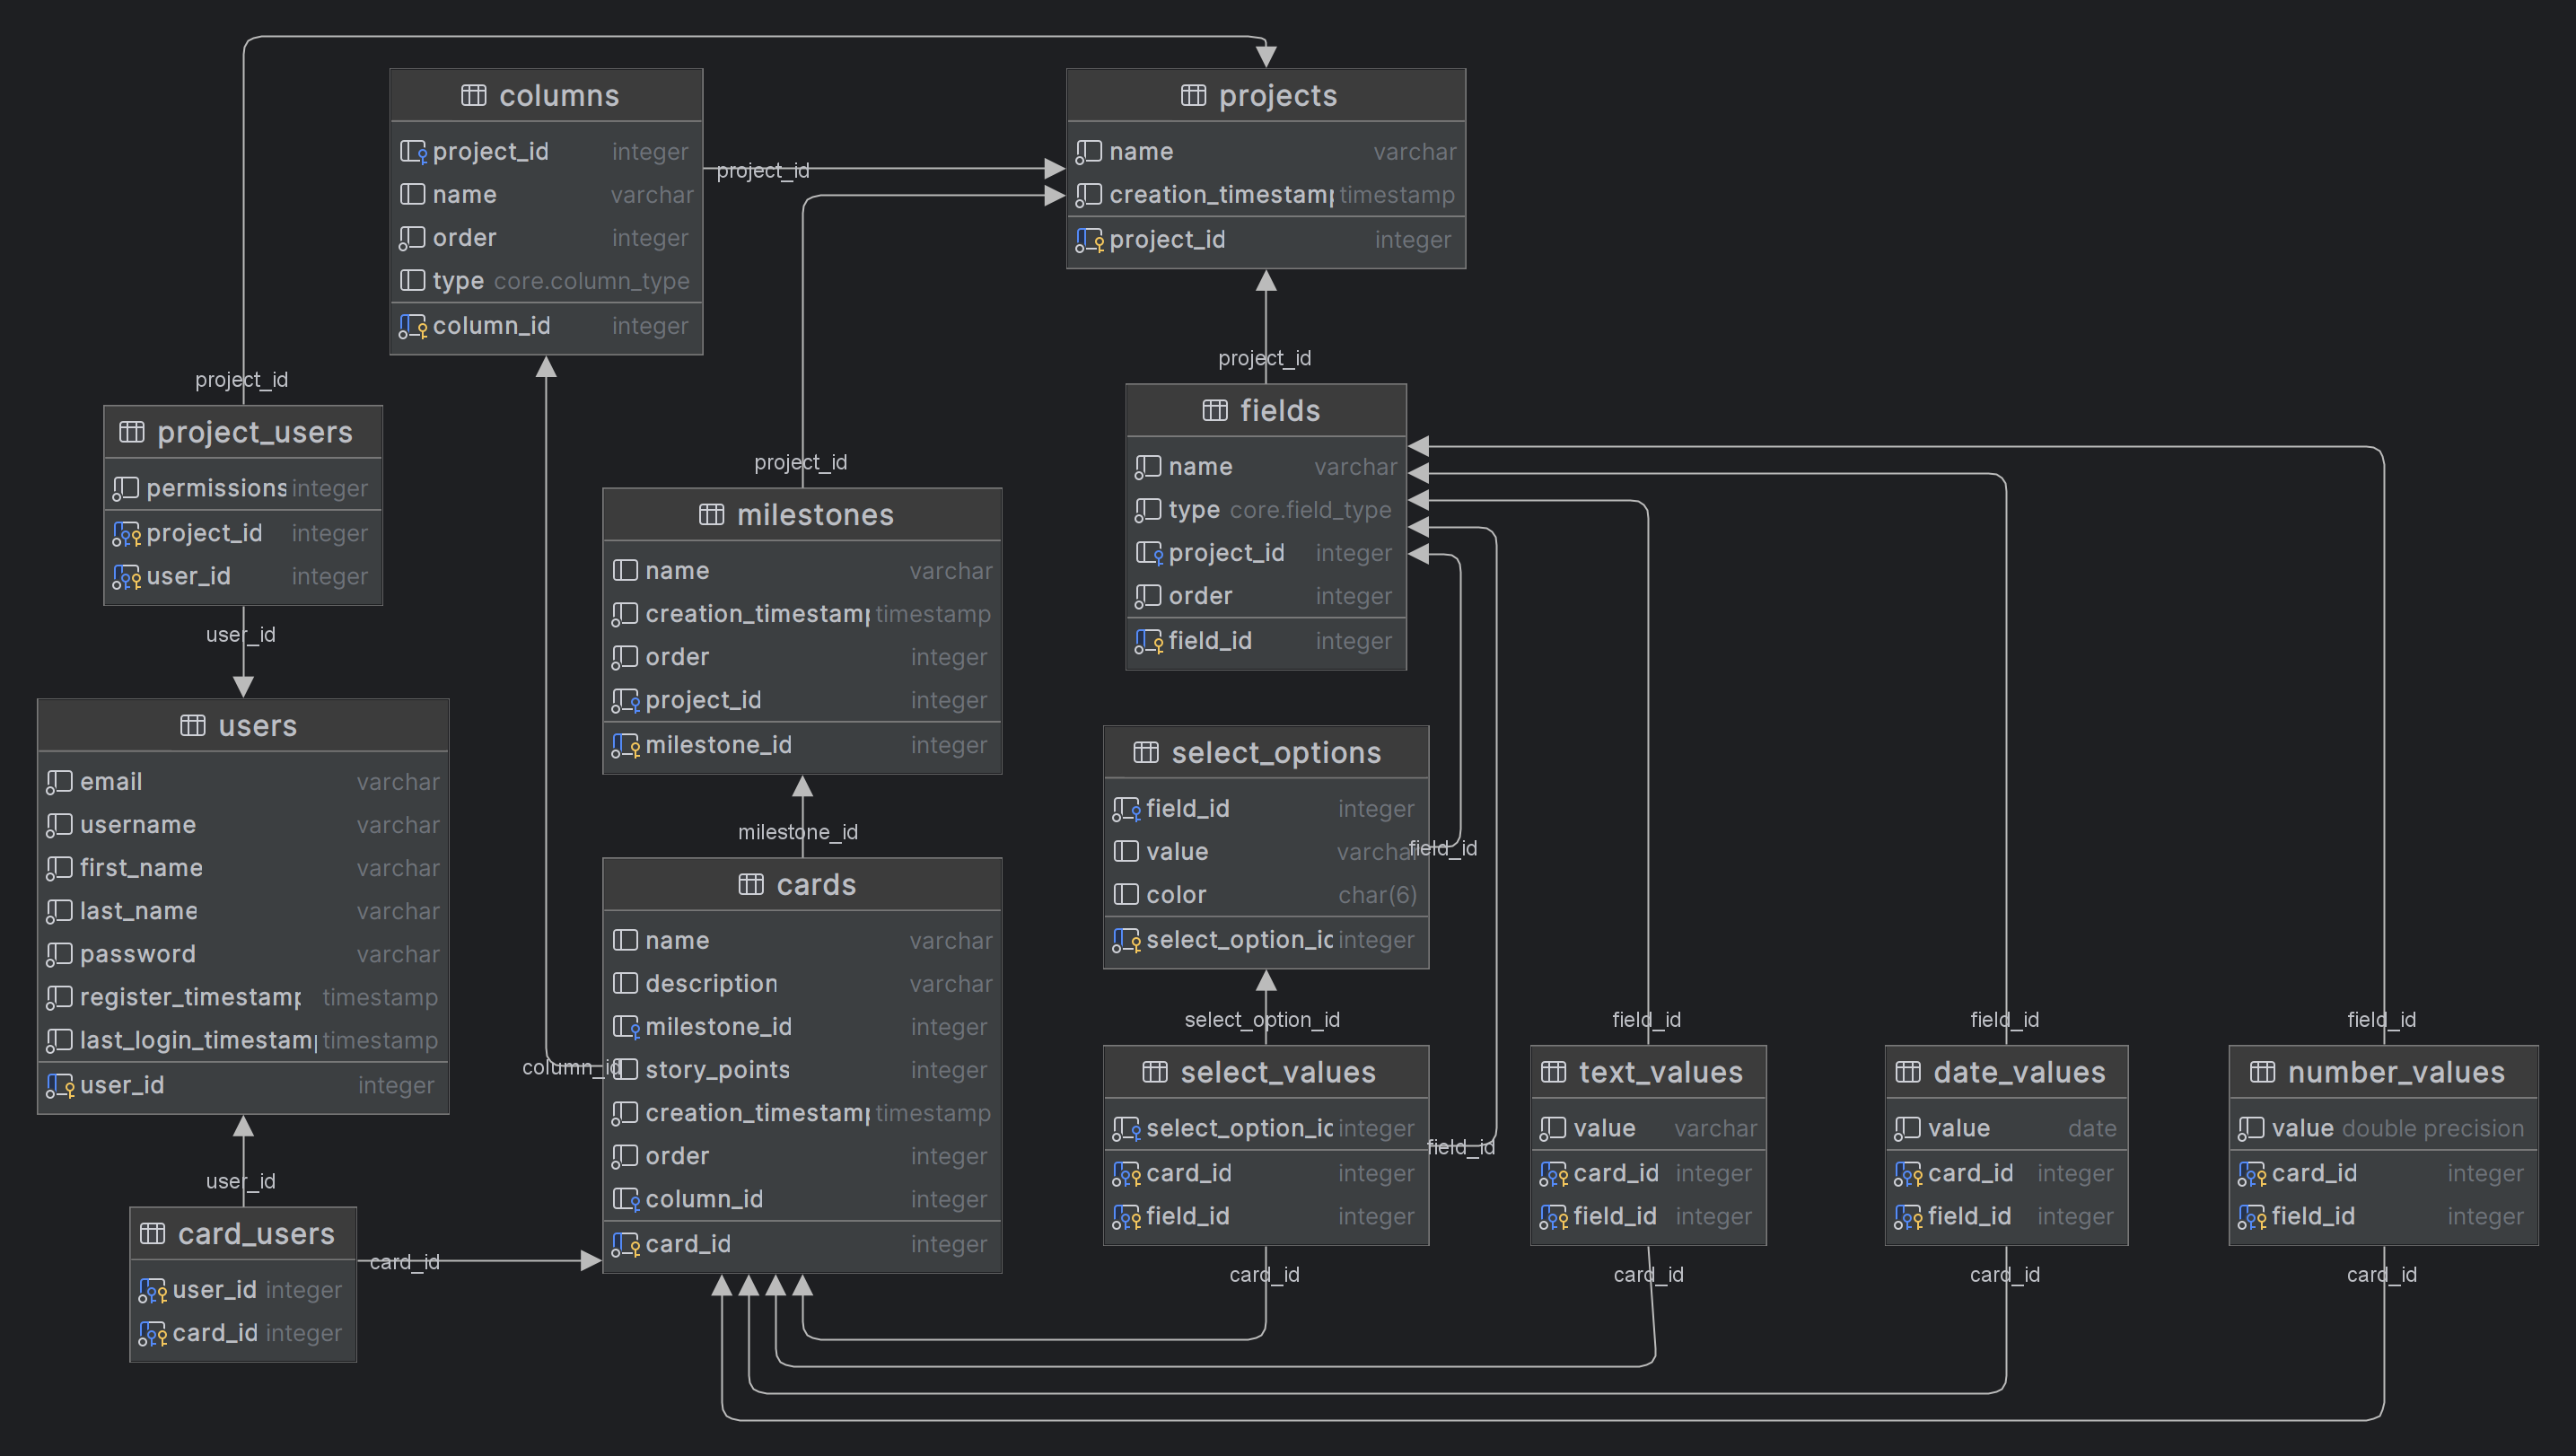 columns
project_id integer
name varchar
order integer
type core.column_type
column_id integer
project_id
projects
name varchar
creation_timestamp timestamp
project_id integer
project_id
project_id
project_users
permissions integer
project_id integer
user_id integer
user_id
project_id
milestones
name varchar
creation_timestamp timestamp
order integer
project_id integer
milestone_id integer
milestone_id
fields
name varchar
type core.field_type
project_id integer
order integer
field_id integer
users
email varchar
username varchar
first_name varchar
last_name varchar
password varchar
register_timestamp timestamp
last_login_timestam timestamp
user_id integer
user_id
select_options
field_id integer
value varchar
color char(6)
select_option_id integer
field_id
select_option_id
cards
name varchar
description varchar
milestone_id integer
story_points integer
creation_timestamp timestamp
order integer
column_id integer
card_id integer
column_id
field_id
field_id
field_id
select_values
select_option_id integer
card_id integer
field_id integer
field_id
text_values
value varchar
card_id integer
field_id integer
date_values
value date
card_id integer
field_id integer
number_values
value double precision
card_id integer
field_id integer
card_users
user_id integer
card_id integer
card_id
card_id
card_id
card_id
card_id